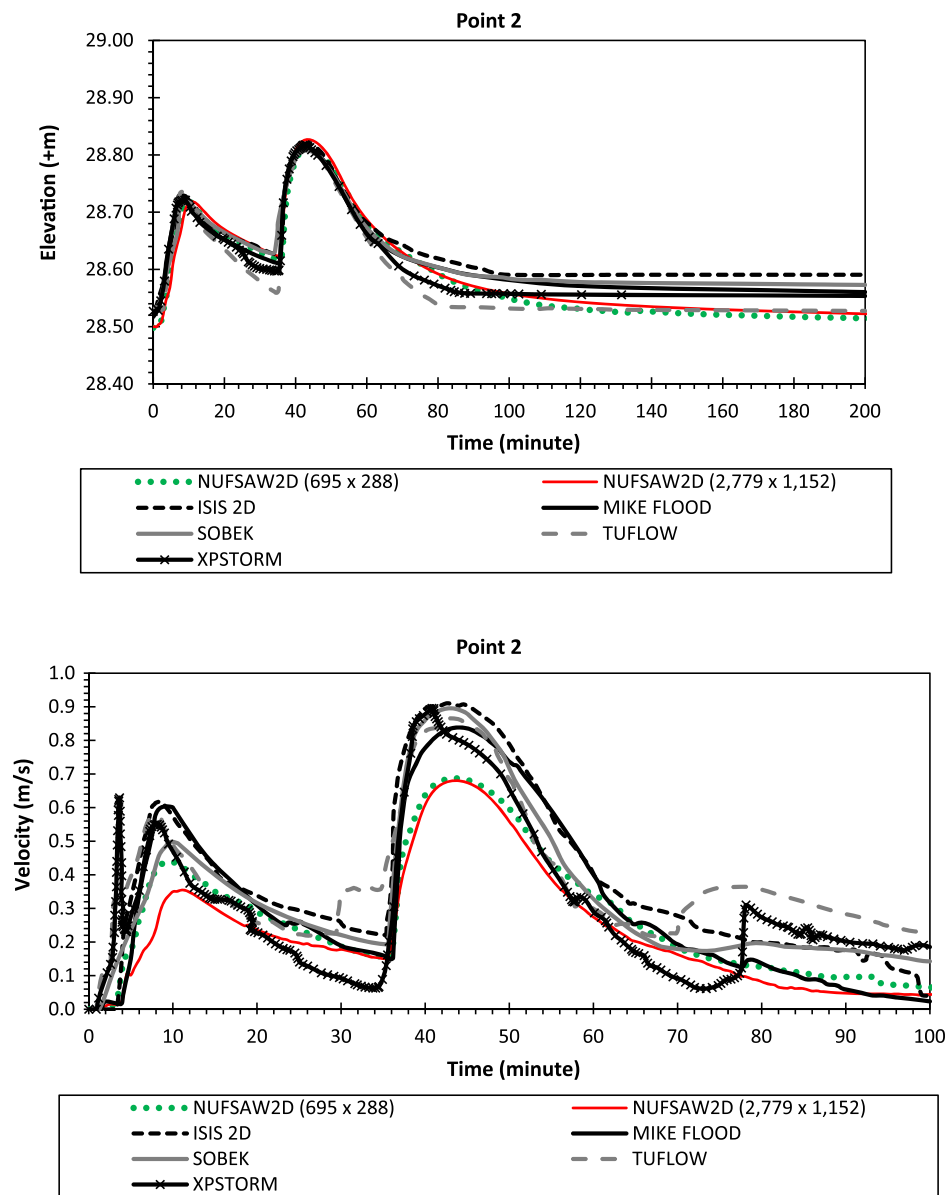 Point 2
29.00
28.90
28.80
28.70
28.60
28.50
28.40
Elevation (+m)
0 20 40 60 80 100 120 140 160 180 200
Time (minute)
NUFSAW2D (695 x 288) NUFSAW2D (2,779 x 1,152)
ISIS 2D MIKE FLOOD
SOBEK TUFLOW
XPSTORM
Point 2
1.0
0.9
0.8
0.7
0.6
0.5
0.4
0.3
0.2
0.1
0.0
Velocity (m/s)
0 10 20 30 40 50 60 70 80 90 100
Time (minute)
NUFSAW2D (695 x 288) NUFSAW2D (2,779 x 1,152)
ISIS 2D MIKE FLOOD
SOBEK TUFLOW
XPSTORM